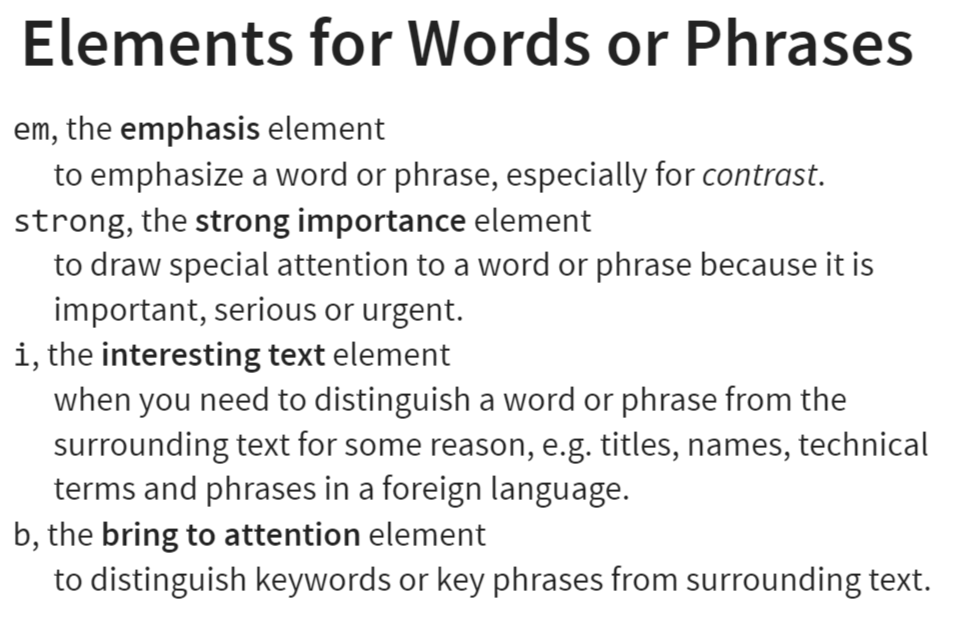 Elements for Words or Phrases
em, the emphasis element
to emphasize a word or phrase, especially for contrast.
strong, the strong importance element
to draw special attention to a word or phrase because it is
important, serious or urgent.
i, the interesting text element
when you need to distinguish a word or phrase from the
surrounding text for some reason, e.g. titles, names, technical
terms and phrases in a foreign language.
b, the bring to attention element
to distinguish keywords or key phrases from surrounding text.